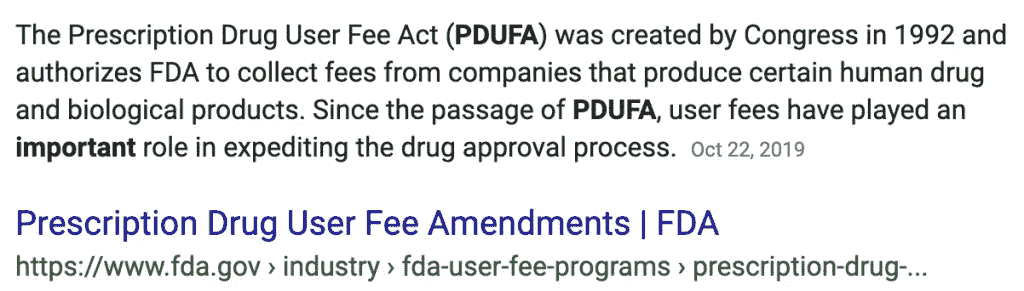 The Prescription Drug User Fee Act (PDUFA) was created by Congress in 1992 and
authorizes FDA to collect fees from companies that produce certain human drug
and biological products. Since the passage of PDUFA, user fees have played an
important role in expediting the drug approval process. Oct 22, 2019
Prescription Drug User Fee Amendments | FDA
https://www.fda.gov › industry › fda-user-fee-programs › prescription-drug-...